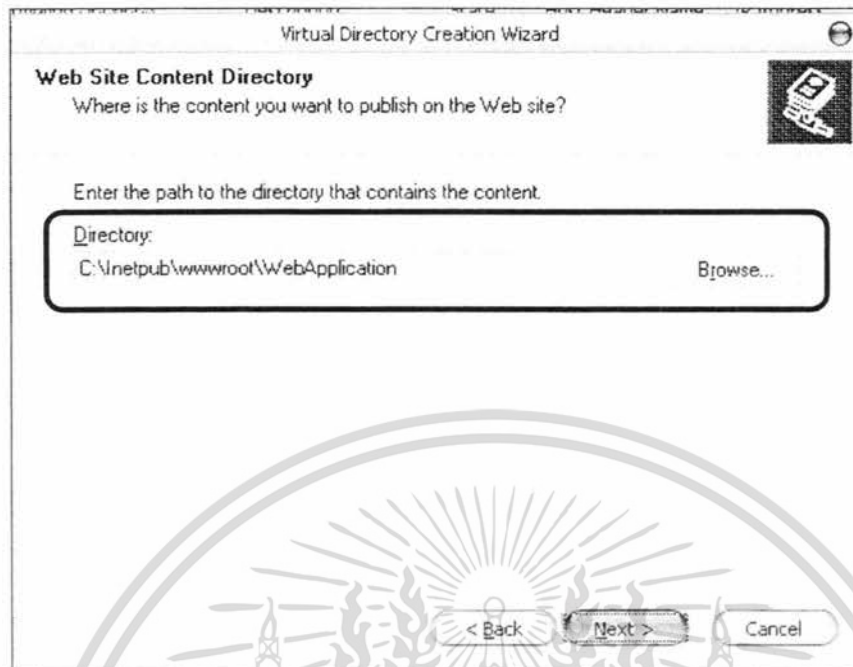 Virtual Directory Creation Wizard
Web Site Content Directory
Where is the content you want to publish on the Web site?
Enter the path to the directory that contains the content.
Directory:
C:\Inetpub\wwwroot\WebApplication Browse...
< Back Next > Cancel